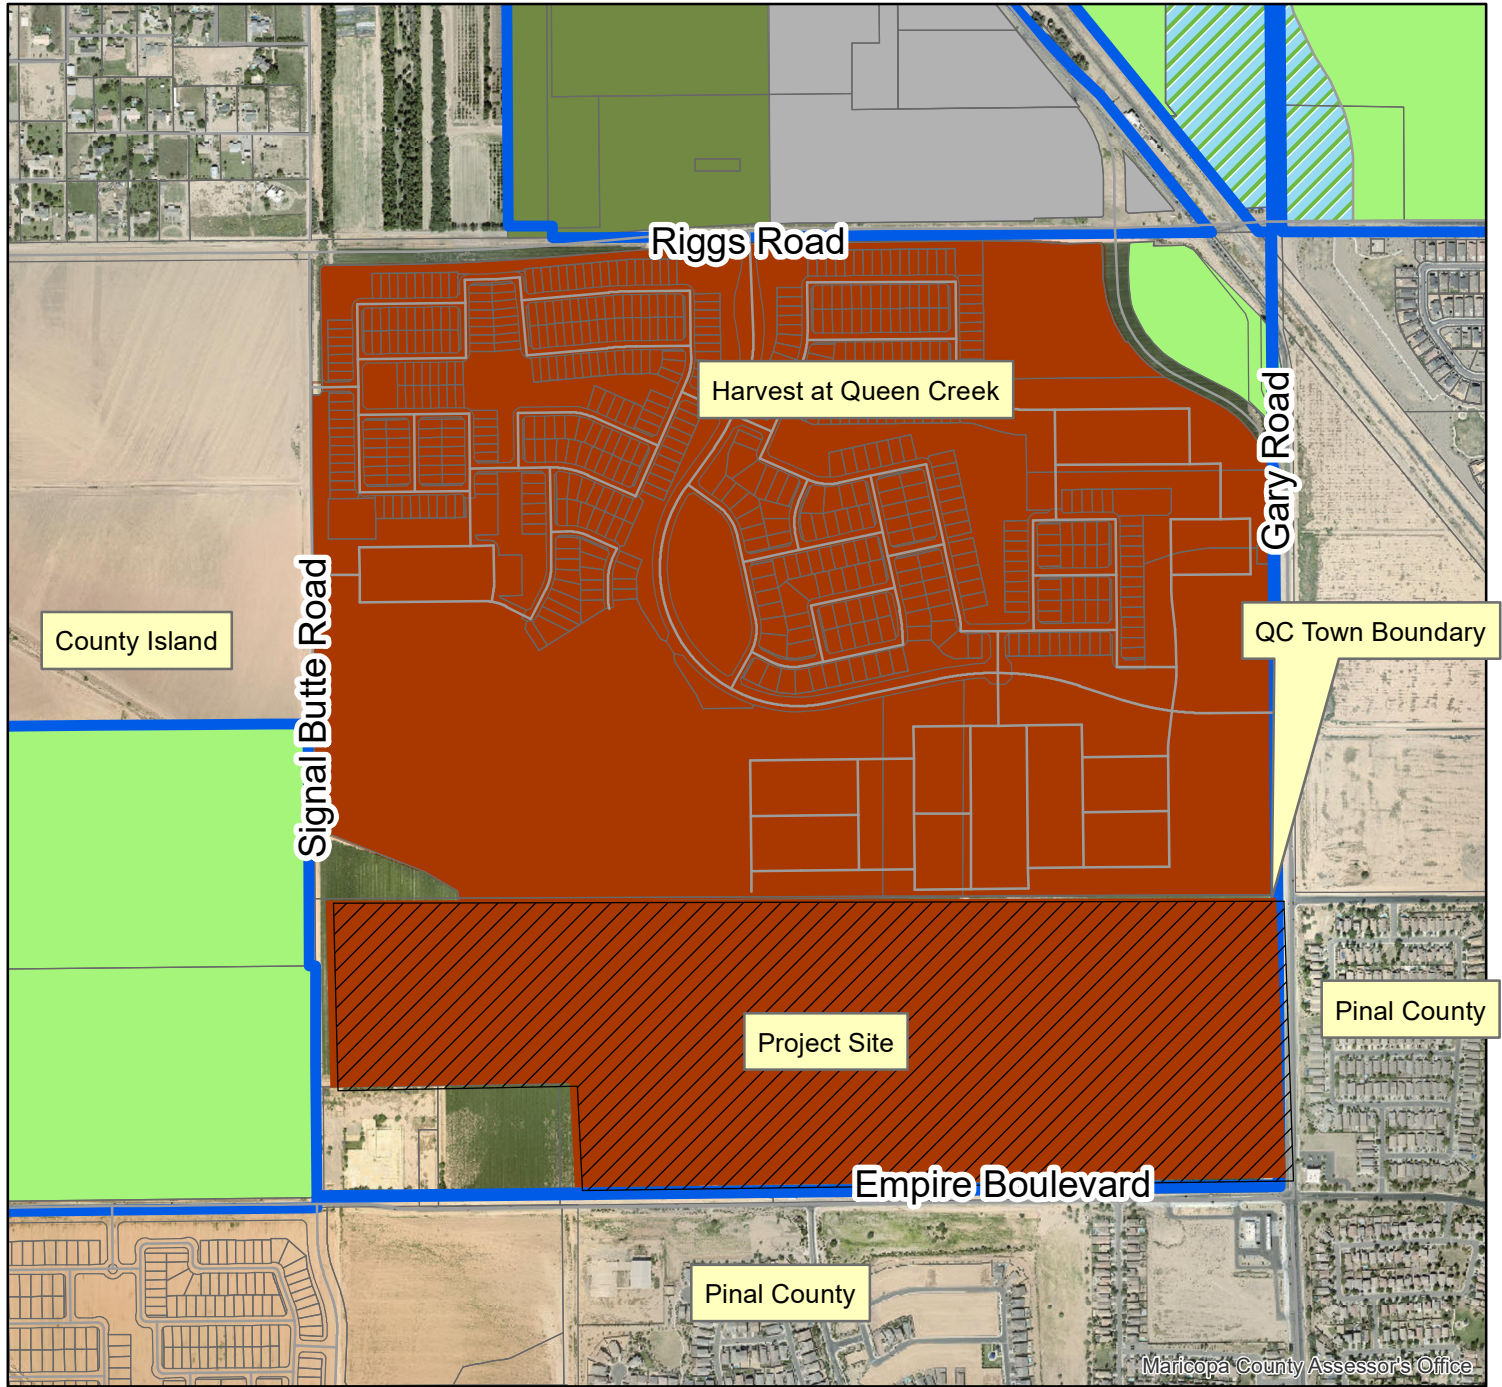 Riggs Road
Harvest at Queen Creek
Gary Road
Signal Butte Road
County Island
QC Town Boundary
Project Site
Pinal County
Empire Boulevard
Pinal County
Maricopa County Assessor's Office